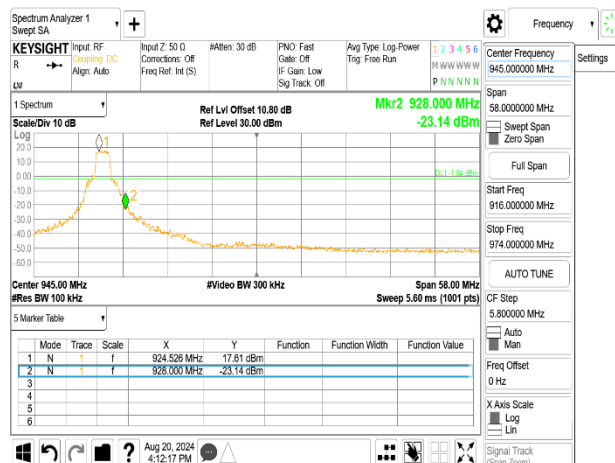 Spectrum Analyzer 1
Swept SA
Frequency
KEYSIGHT
R
Input: RF
Coupling: DC
Align: Auto
Input Z: 50 Ω
Corrections: Off
Freq Ref: Int (S)
#Atten: 30 dB
PNO: Fast
Gate: Off
IF Gain: Low
Sig Track: Off
Avg Type: Log-Power
Trig: Free Run
1 2 3 4 5 6
M W W W W W
P N N N N N
Center Frequency
945.000000 MHz
Settings
Span
58.0000000 MHz
Swept Span
Zero Span
Full Span
Start Freq
916.000000 MHz
Stop Freq
974.000000 MHz
AUTO TUNE
CF Step
5.800000 MHz
Auto
Man
Freq Offset
0 Hz
X Axis Scale
Log
Lin
Signal Track
(Span Zoom)
1 Spectrum
Scale/Div 10 dB
Ref Lvl Offset 10.80 dB
Ref Level 30.00 dBm
Mkr2 928.000 MHz
-23.14 dBm
Log
20.0
10.0
0.00
-10.0
-20.0
-30.0
-40.0
-50.0
-60.0
1
2
Center 945.00 MHz
#Res BW 100 kHz
#Video BW 300 kHz
Span 58.00 MHz
Sweep 5.60 ms (1001 pts)
5 Marker Table
Mode Trace Scale X Y Function Function Width Function Value
1 N 1 f 924.526 MHz 17.61 dBm
2 N 1 f 928.000 MHz -23.14 dBm
3
4
5
6
?
Aug 20, 2024
4:12:17 PM